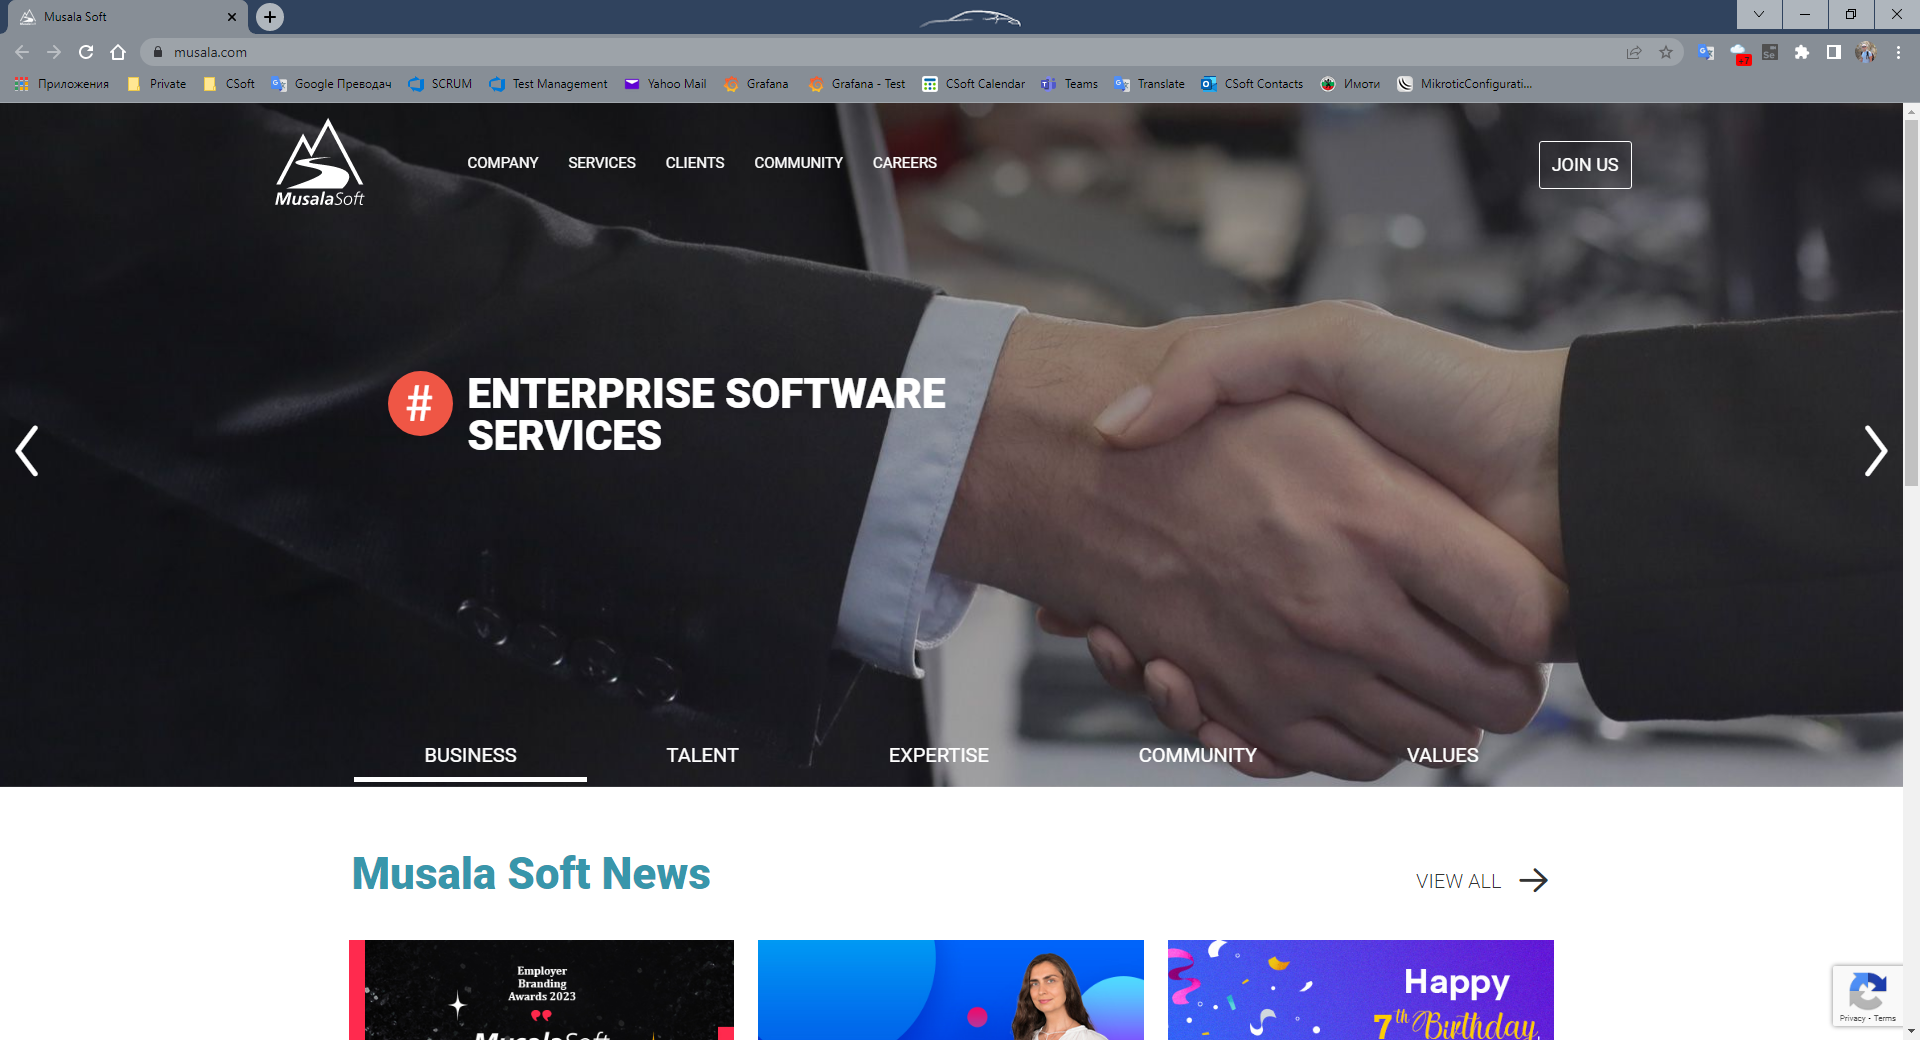 Musala Soft
musala.com
Приложения Private CSoft Google Преводач SCRUM Test Management Yahoo Mail Grafana Grafana - Test CSoft Calendar Teams Translate CSoft Contacts Имоти MikroticConfigurati...
MusalaSoft
COMPANY SERVICES CLIENTS COMMUNITY CAREERS
JOIN US
# ENTERPRISE SOFTWARE
SERVICES
BUSINESS TALENT EXPERTISE COMMUNITY VALUES
Musala Soft News
VIEW ALL
Employer
Branding
Awards 2023
MusalaSoft
Happy
7th Birthday,
Privacy - Terms